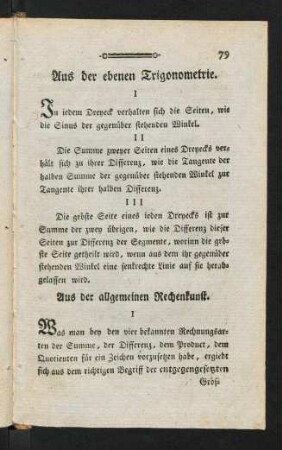 79
Aus der ebenen Trigonometrie.
I
In iedem Dreyeck verhalten sich die Seiten, wie
die Sinus der gegenüber stehenden Winkel.
II
Die Summe zweyer Seiten eines Dreyecks ver-
hält sich zu ihrer Differenz, wie die Tangente der
halben Summe der gegenüber stehenden Winkel zur
Tangente ihrer halben Differenz.
III
Die gröste Seite eines ieden Dreyecks ist zur
Summe der zwey übrigen, wie die Differenz dieser
Seiten zur Differenz der Segmente, worinn die grö-
ste Seite getheilt wird, wenn aus dem ihr gegenüber
stehenden Winkel eine senkrechte Linie auf sie herab-
gelassen wird.
Aus der allgemeinen Rechenkunst.
I
Was man bey den vier bekannten Rechnungsar-
ten der Summe, der Differenz, dem Product, dem
Quotienten für ein Zeichen vorzusetzen habe, ergiebt
sich aus dem richtigen Begriff der entgegengesetzten
Größ-